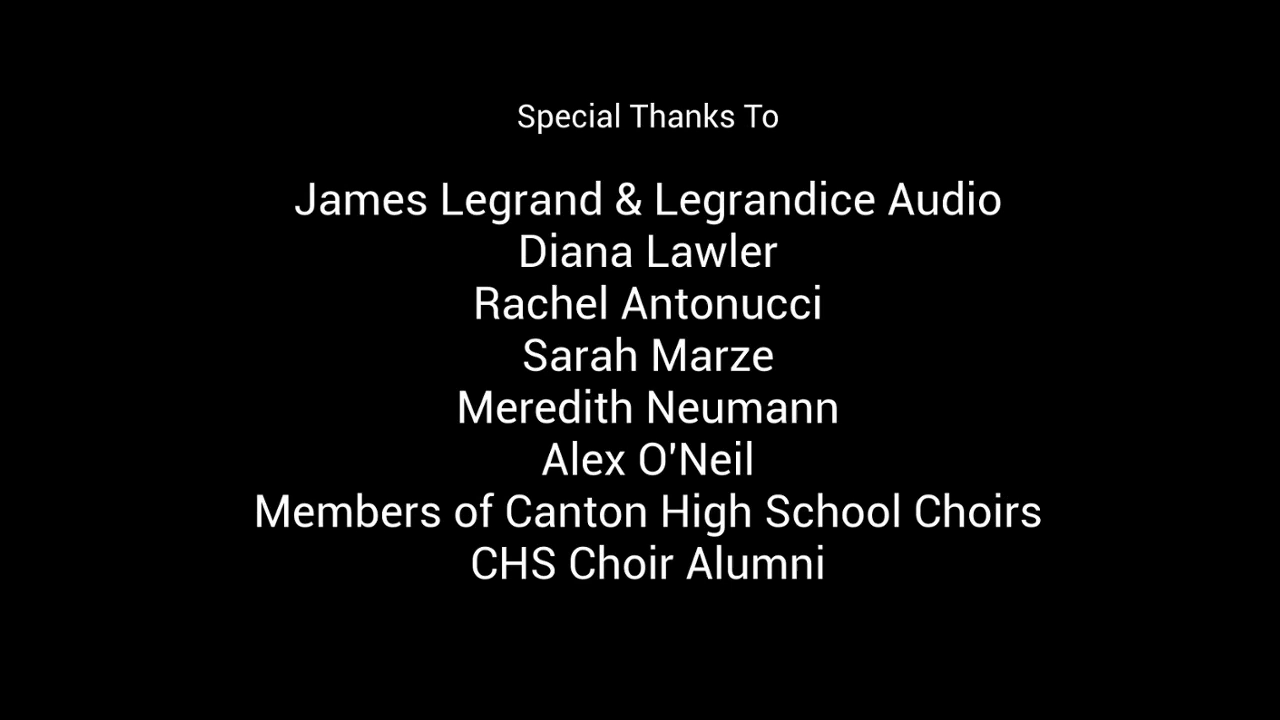 Special Thanks To
James Legrand & Legrandice Audio
Diana Lawler
Rachel Antonucci
Sarah Marze
Meredith Neumann
Alex O'Neil
Members of Canton High School Choirs
CHS Choir Alumni